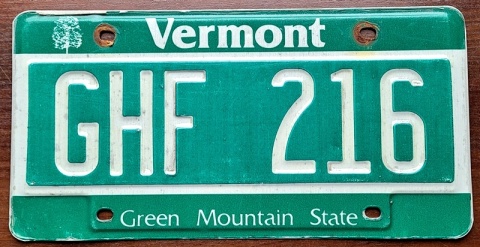 Vermont
GHF 216
Green Mountain State